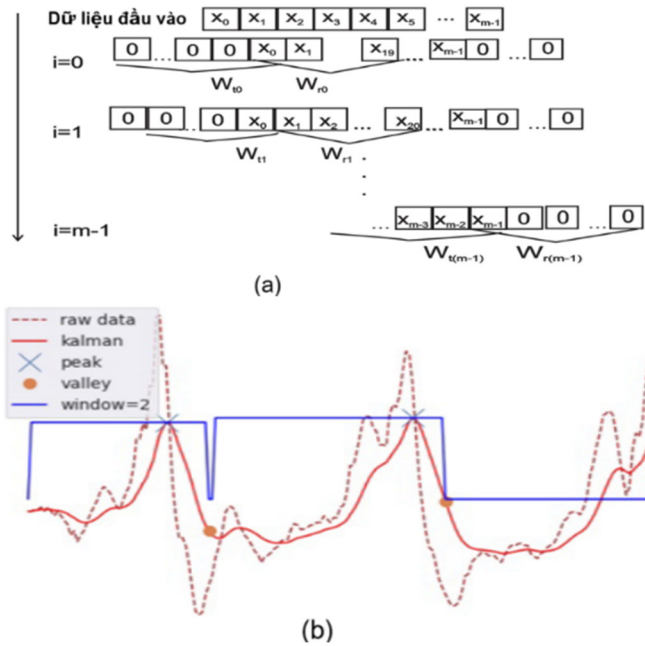 Dữ liệu đầu vào x₀ x₁ x₂ x₃ x₄ x₅ ... xₘ₋₁
i=0 0 ... 0 0 x₀ x₁ x₁₉ ... xₘ₋₁ 0 ... 0
Wₜ₀ Wᵣ₀
i=1 0 0 ... 0 x₀ x₁ x₂ ... x₂₀ ... xₘ₋₁ 0 ... 0
Wₜ₁ Wᵣ₁
i=m-1 ... xₘ₋₃ xₘ₋₂ xₘ₋₁ 0 0 ... 0
Wₜ₍ₘ₋₁₎ Wᵣ₍ₘ₋₁₎
(a)
raw data
kalman
peak
valley
window=2
(b)